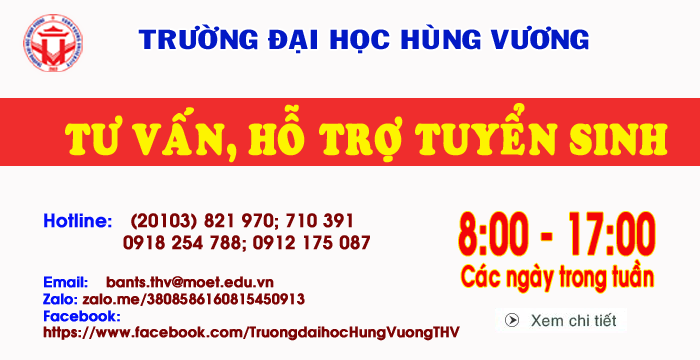 TRƯỜNG ĐẠI HỌC HÙNG VƯƠNG
TƯ VẤN, HỖ TRỢ TUYỂN SINH
Hotline: (20103) 821 970; 710 391
0918 254 788; 0912 175 087
8:00 - 17:00
Các ngày trong tuần
Email: bants.thv@moet.edu.vn
Zalo: zalo.me/3808586160815450913
Facebook:
https://www.facebook.com/TruongdaihocHungVuongTHV
Xem chi tiết